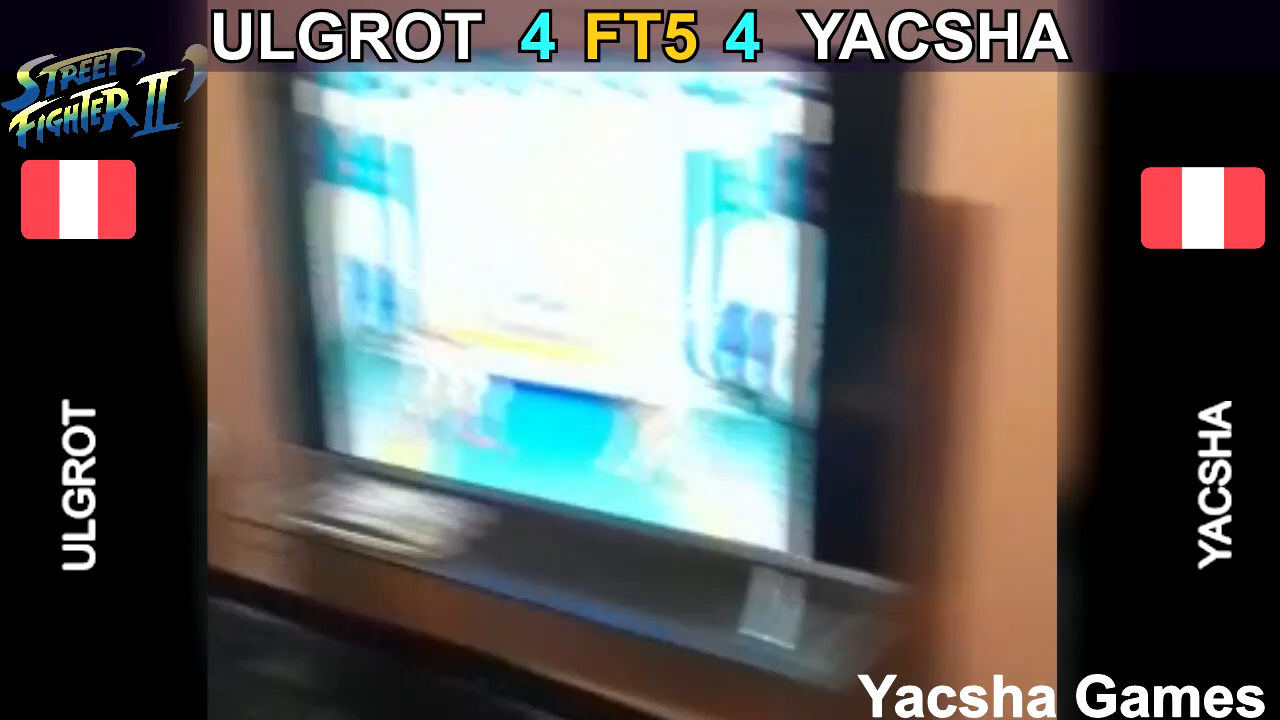 ULGROT 4 FT5 4 YACSHA
STREET
FIGHTER II'
ULGROT
YACSHA
Yacsha Games